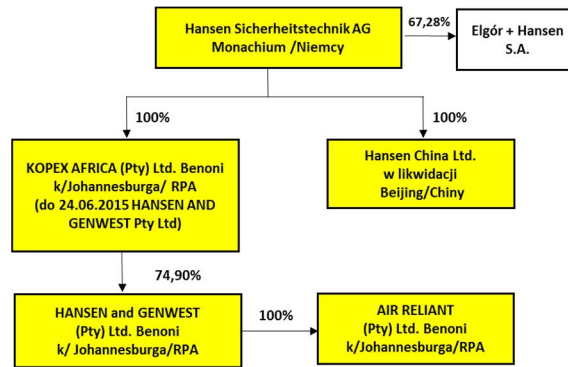 Hansen Sicherheitstechnik AG
Monachium /Niemcy
67,28%
Elgór + Hansen
S.A.
100%
100%
KOPEX AFRICA (Pty) Ltd. Benoni
k/Johannesburga/ RPA
(do 24.06.2015 HANSEN AND
GENWEST Pty Ltd)
Hansen China Ltd.
w likwidacji
Beijing/Chiny
74,90%
HANSEN and GENWEST
(Pty) Ltd. Benoni
k/ Johannesburga/RPA
100%
AIR RELIANT
(Pty) Ltd. Benoni
k/Johannesburga/RPA